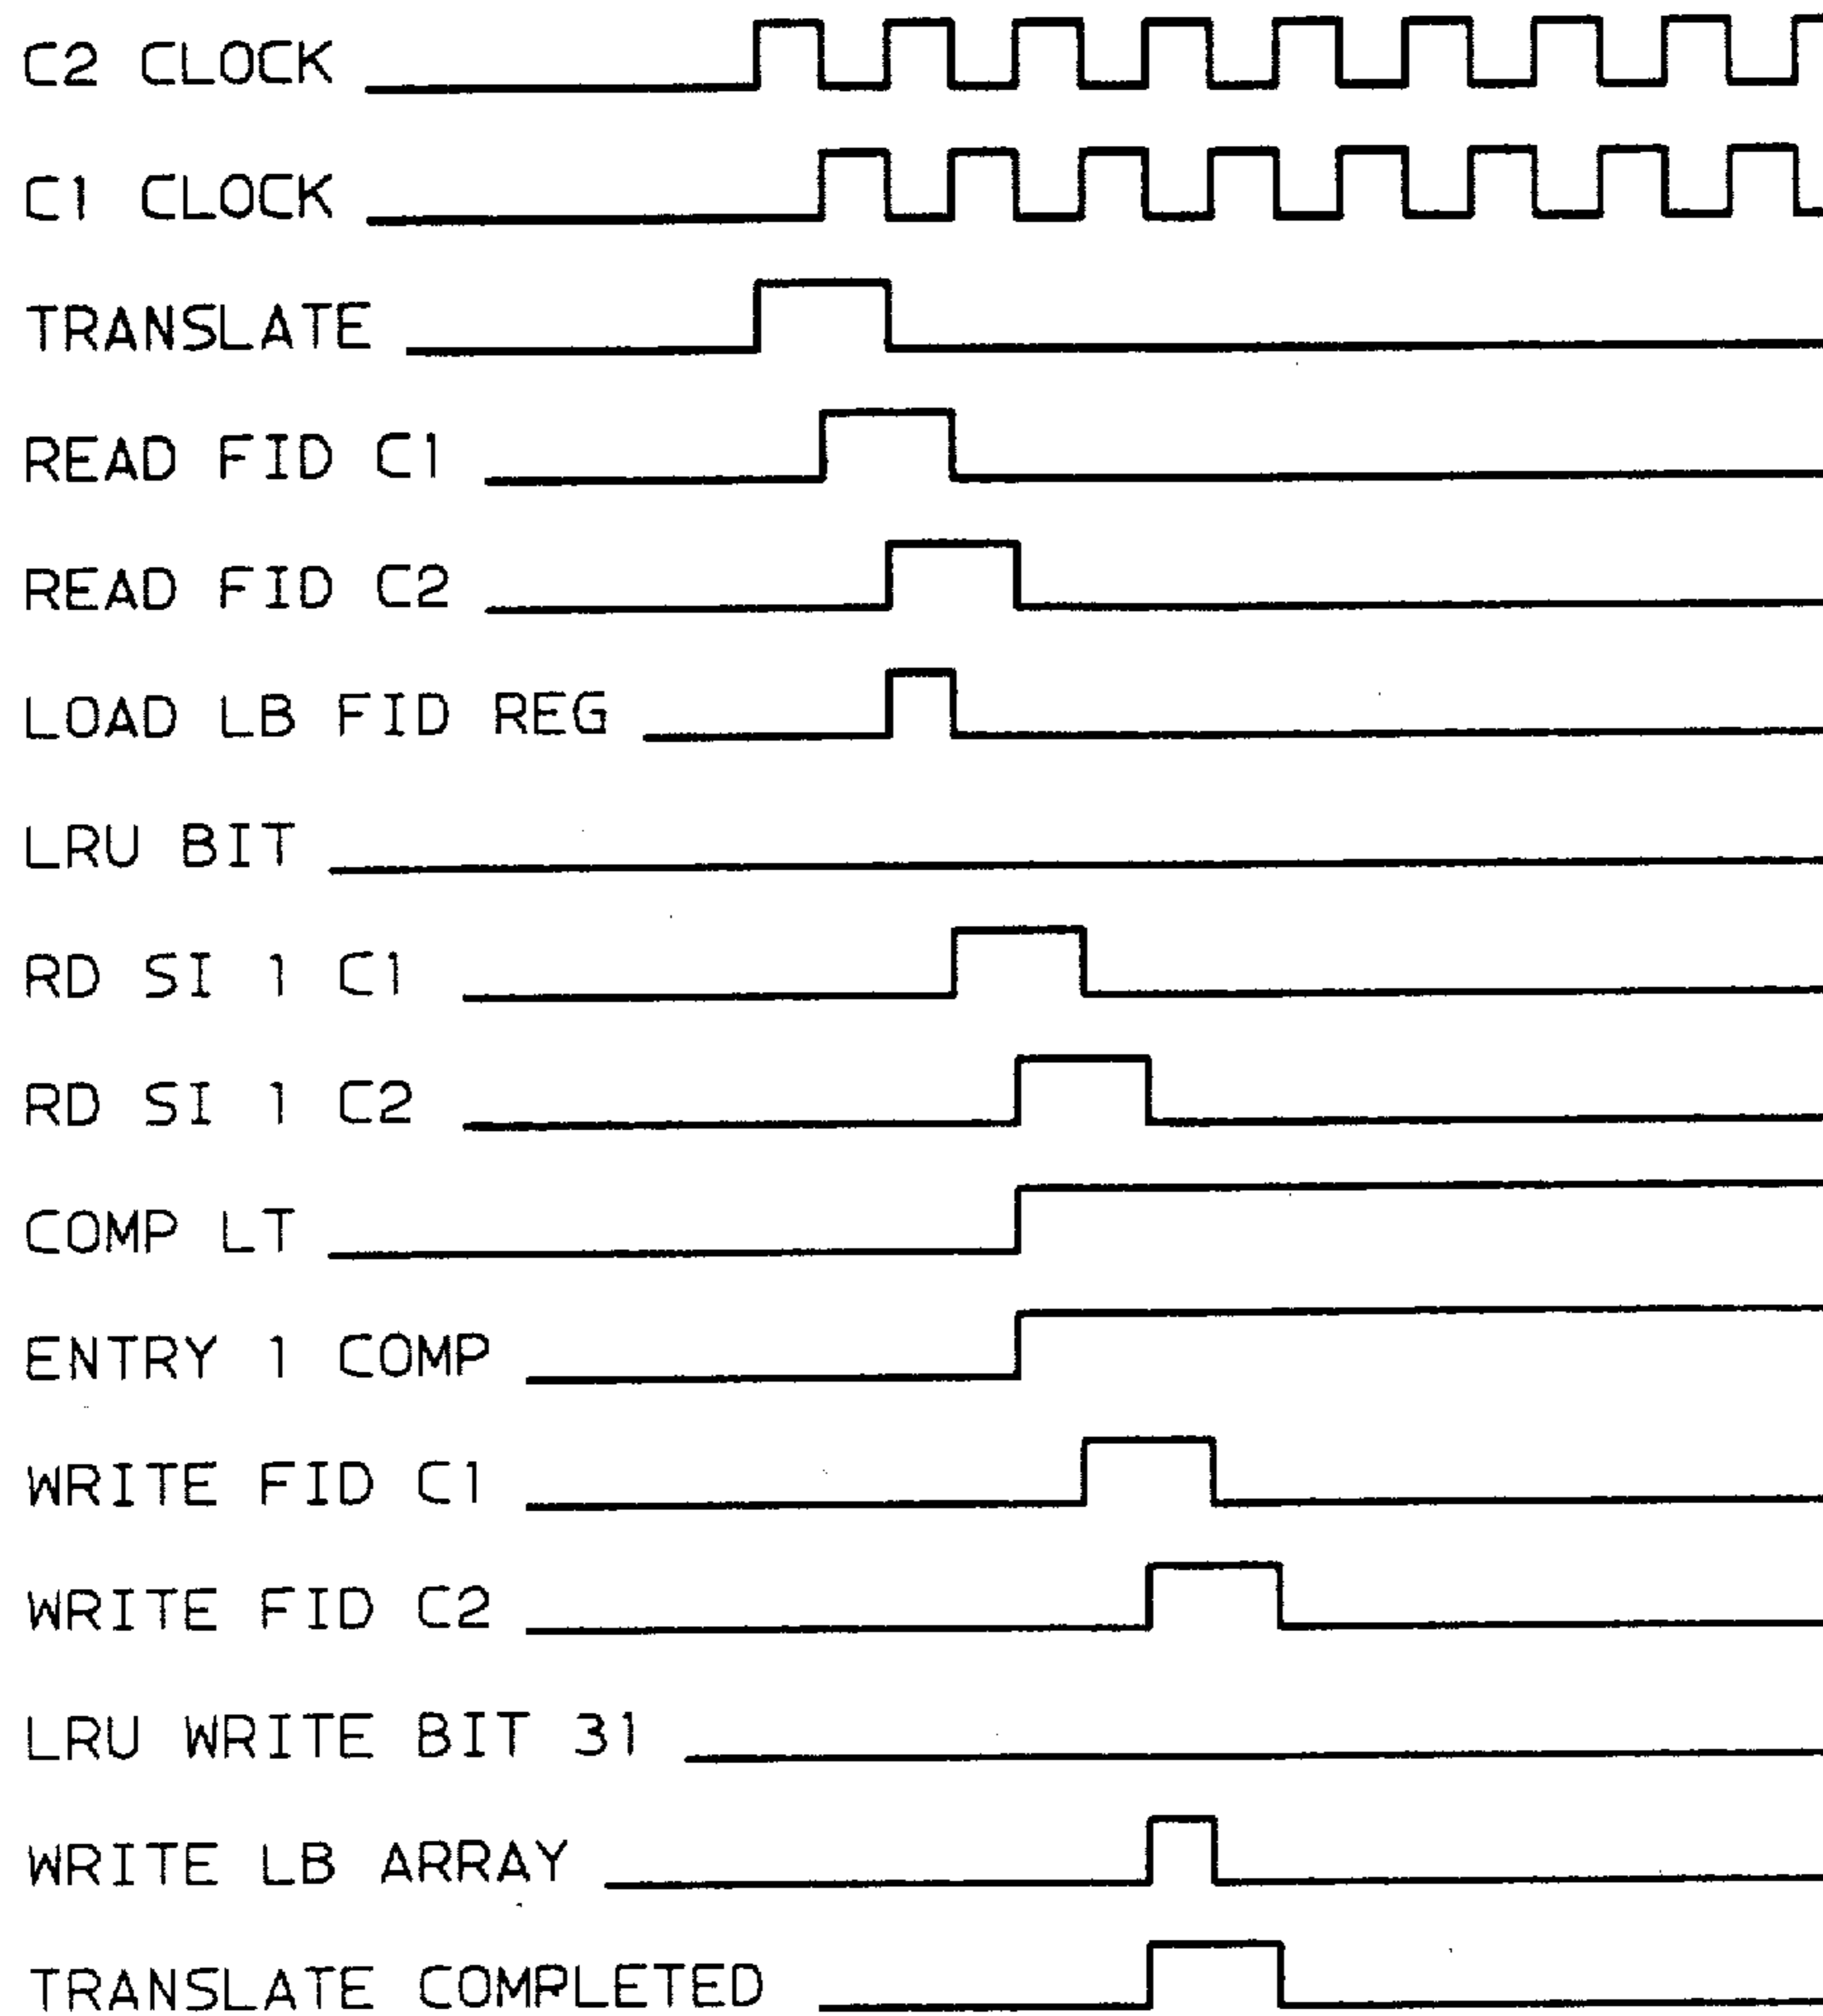 C2 CLOCK
C1 CLOCK
TRANSLATE
READ FID C1
READ FID C2
LOAD LB FID REG
LRU BIT
RD SI 1 C1
RD SI 1 C2
COMP LT
ENTRY 1 COMP
WRITE FID C1
WRITE FID C2
LRU WRITE BIT 31
WRITE LB ARRAY
TRANSLATE COMPLETED